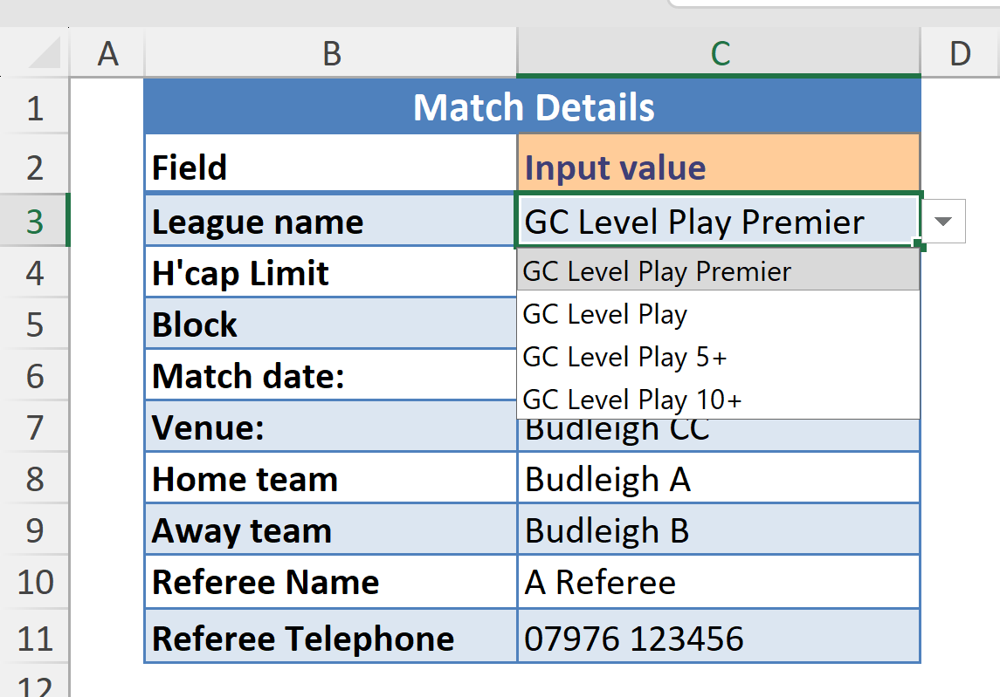 A B C D
1 Match Details
2 Field Input value
3 League name GC Level Play Premier
4 H'cap Limit GC Level Play Premier
5 Block GC Level Play
GC Level Play 5+
6 Match date: GC Level Play 10+
7 Venue: Budleigh CC
8 Home team Budleigh A
9 Away team Budleigh B
10 Referee Name A Referee
11 Referee Telephone 07976 123456
12